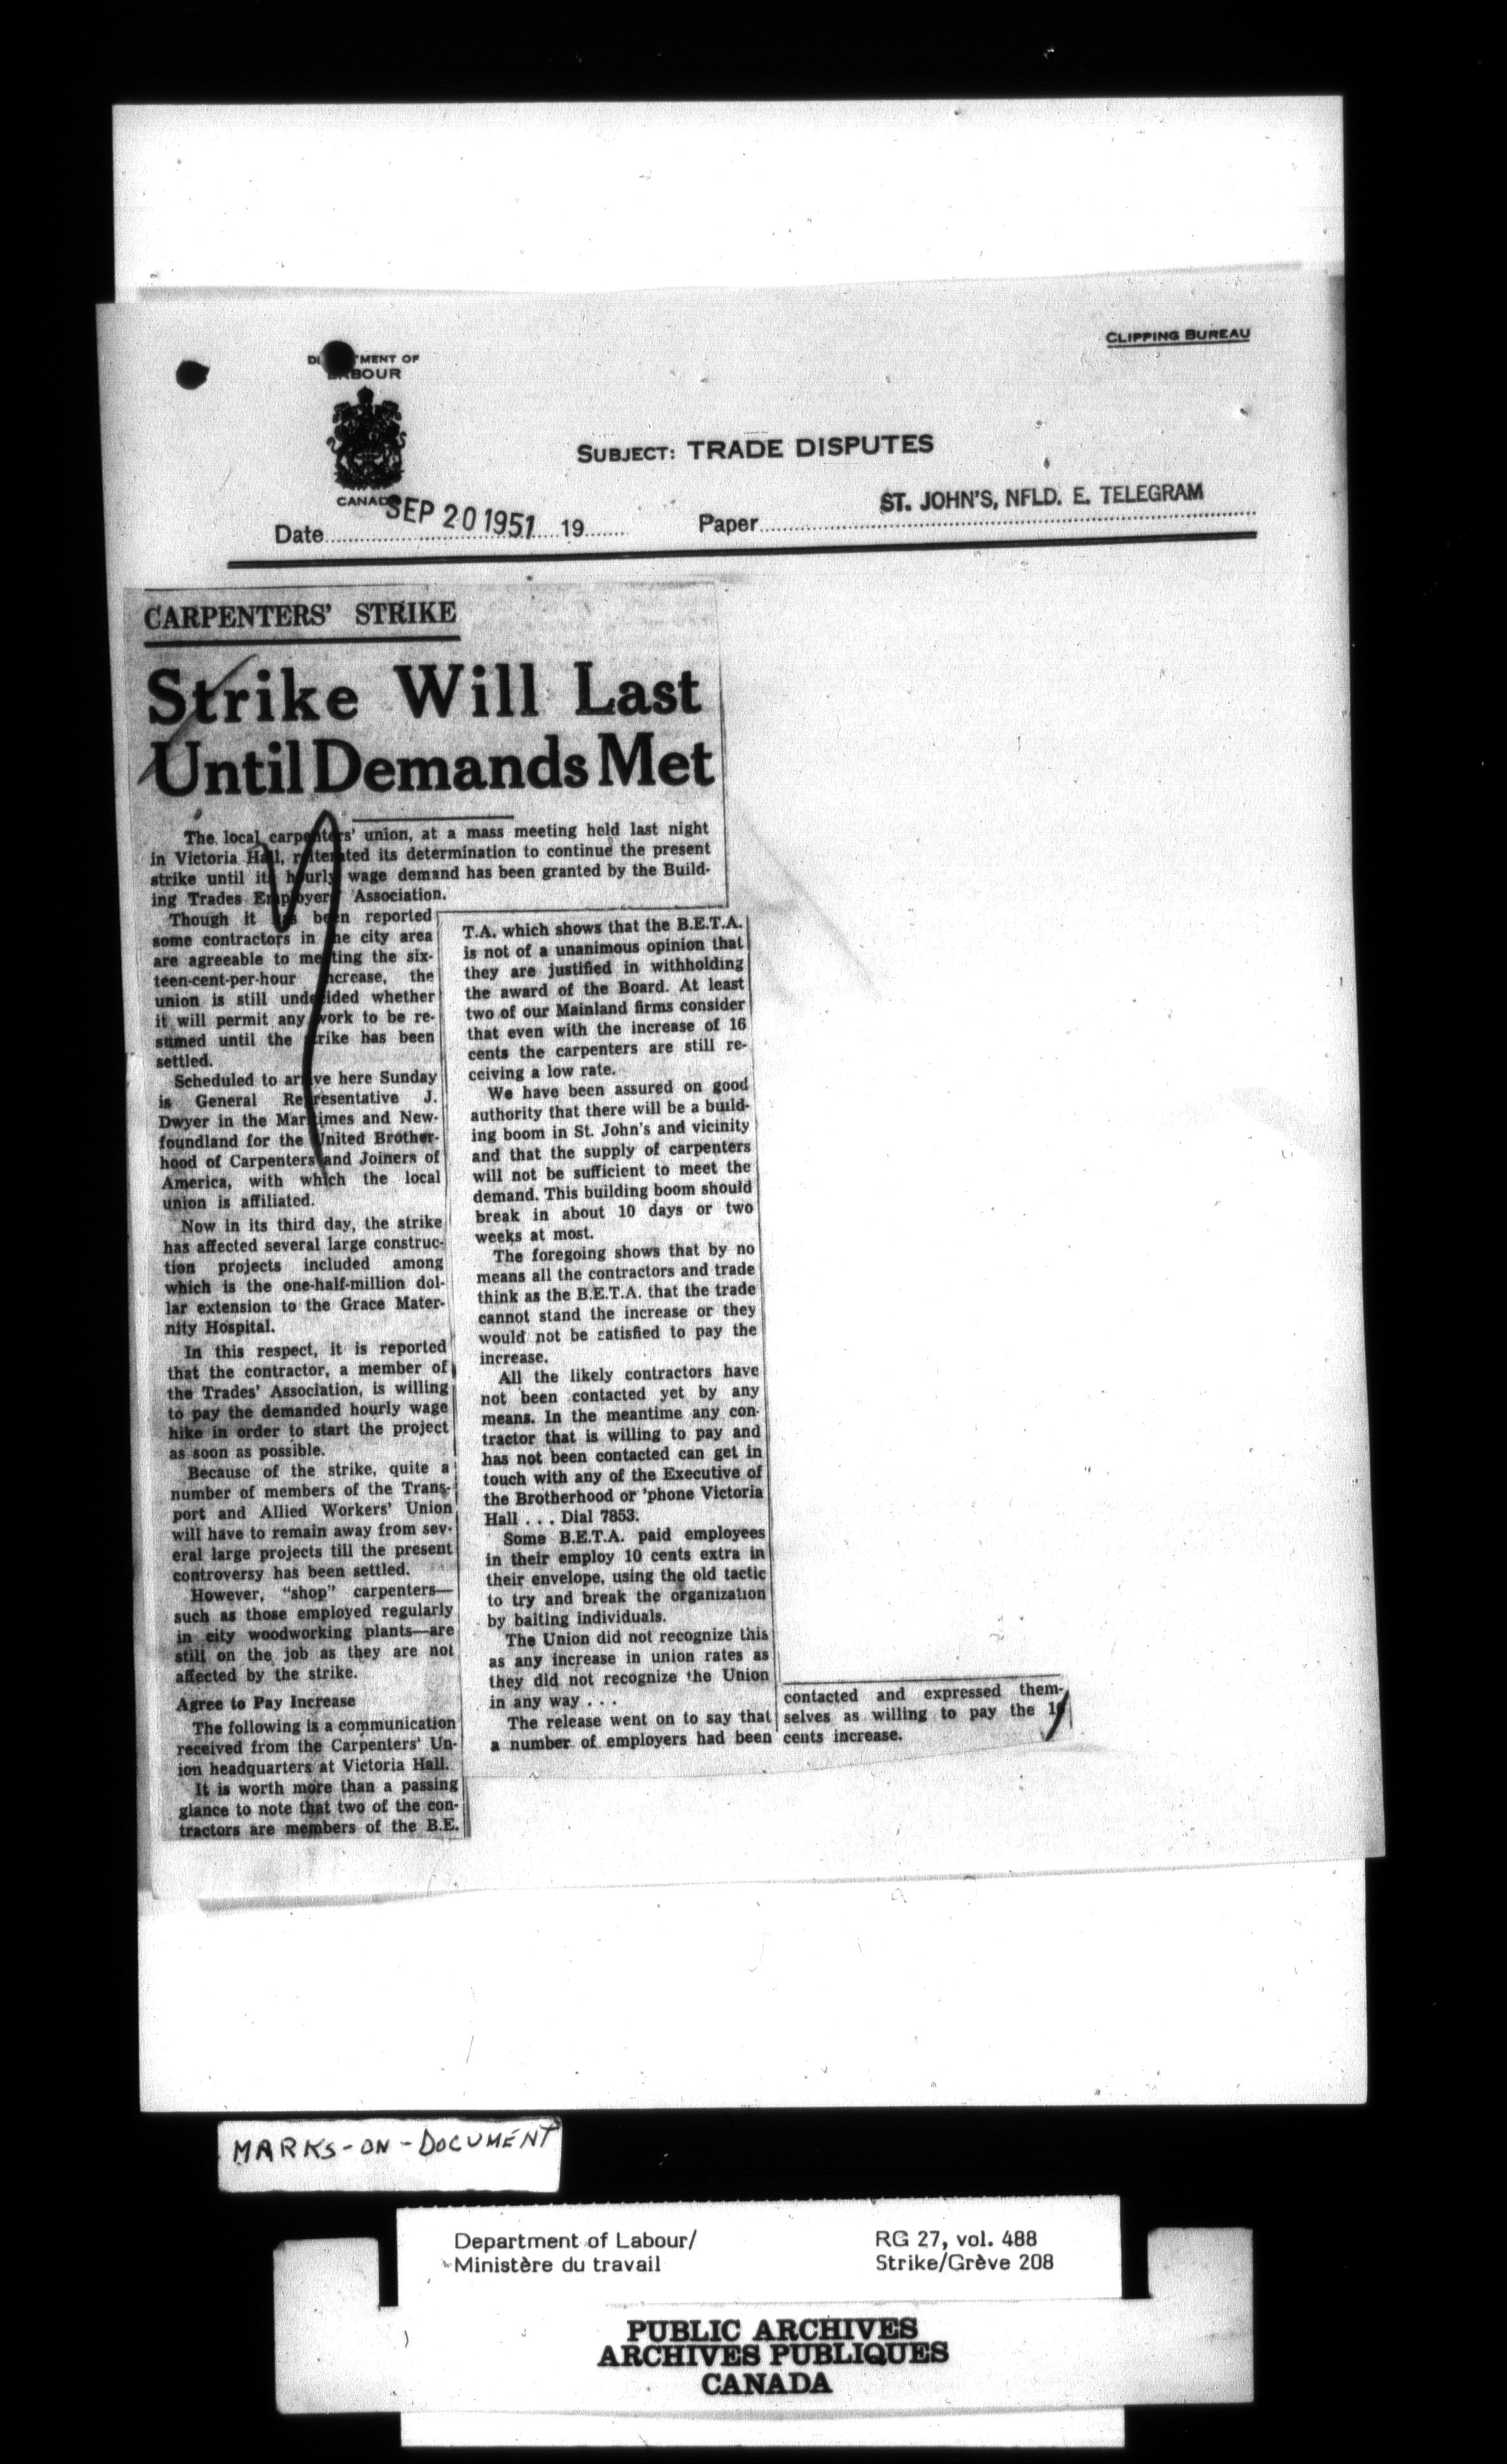 CLIPPING BUREAU
DEPARTMENT OF
LABOUR
CANADA
SUBJECT: TRADE DISPUTES
Date SEP 20 1951 19
Paper ST. JOHN'S, NFLD. E. TELEGRAM
CARPENTERS' STRIKE
Strike Will Last
Until Demands Met
The local carpenters' union, at a mass meeting held last night
in Victoria Hall, reiterated its determination to continue the present
strike until its hourly wage demand has been granted by the Build-
ing Trades Employers' Association.
Though it has been reported
some contractors in the city area
are agreeable to meeting the six-
teen-cent-per-hour increase, the
union is still undecided whether
it will permit any work to be re-
sumed until the strike has been
settled.
Scheduled to arrive here Sunday
is General Representative J.
Dwyer in the Maritimes and New-
foundland for the United Brother-
hood of Carpenters and Joiners of
America, with which the local
union is affiliated.
Now in its third day, the strike
has affected several large construc-
tion projects included among
which is the one-half-million dol-
lar extension to the Grace Mater-
nity Hospital.
In this respect, it is reported
that the contractor, a member of
the Trades' Association, is willing
to pay the demanded hourly wage
hike in order to start the project
as soon as possible.
Because of the strike, quite a
number of members of the Trans-
port and Allied Workers' Union
will have to remain away from sev-
eral large projects till the present
controversy has been settled.
However, "shop" carpenters—
such as those employed regularly
in city woodworking plants—are
still on the job as they are not
affected by the strike.
Agree to Pay Increase
The following is a communication
received from the Carpenters' Un-
ion headquarters at Victoria Hall.
It is worth more than a passing
glance to note that two of the con-
tractors are members of the B.E.
T.A. which shows that the B.E.T.A.
is not of a unanimous opinion that
they are justified in withholding
the award of the Board. At least
two of our Mainland firms consider
that even with the increase of 16
cents the carpenters are still re-
ceiving a low rate.
We have been assured on good
authority that there will be a build-
ing boom in St. John's and vicinity
and that the supply of carpenters
will not be sufficient to meet the
demand. This building boom should
break in about 10 days or two
weeks at most.
The foregoing shows that by no
means all the contractors and trade
think as the B.E.T.A. that the trade
cannot stand the increase or they
would not be satisfied to pay the
increase.
All the likely contractors have
not been contacted yet by any
means. In the meantime any con-
tractor that is willing to pay and
has not been contacted can get in
touch with any of the Executive of
the Brotherhood or 'phone Victoria
Hall . . . Dial 7853.
Some B.E.T.A. paid employees
in their employ 10 cents extra in
their envelope, using the old tactic
to try and break the organization
by baiting individuals.
The Union did not recognize this
as any increase in union rates as
they did not recognize the Union
in any way . . .
The release went on to say that
a number of employers had been
contacted and expressed them-
selves as willing to pay the 16
cents increase.
MARKS-ON-DOCUMENT
Department of Labour/
Ministère du travail
RG 27, vol. 488
Strike/Grève 208
PUBLIC ARCHIVES
ARCHIVES PUBLIQUES
CANADA